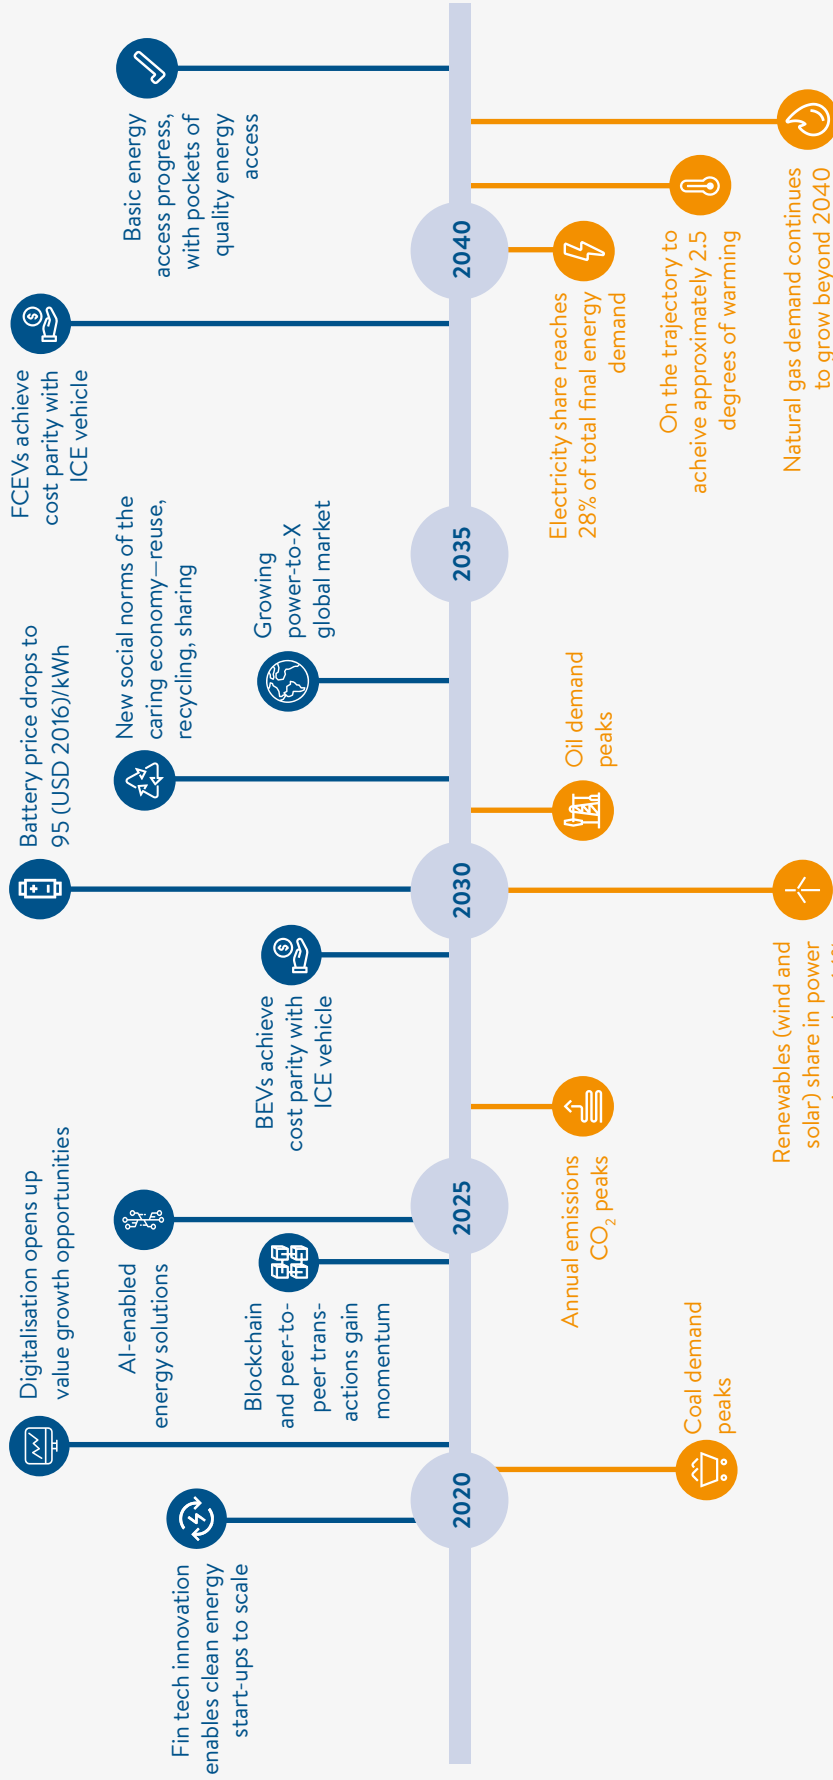 Fin tech innovation
enables clean energy
start-ups to scale
Digitalisation opens up
value growth opportunities
AI-enabled
energy solutions
Blockchain
and peer-to-
peer trans-
actions gain
momentum
BEVs achieve
cost parity with
ICE vehicle
Battery price drops to
95 (USD 2016)/kWh
New social norms of the
caring economy—reuse,
recycling, sharing
Growing
power-to-X
global market
FCEVs achieve
cost parity with
ICE vehicle
Basic energy
access progress,
with pockets of
quality energy
access
2020
2025
2030
2035
2040
Coal demand
peaks
Annual emissions
CO₂ peaks
Renewables (wind and
solar) share in power
Oil demand
peaks
Electricity share reaches
28% of total final energy
demand
On the trajectory to
acheive approximately 2.5
degrees of warming
Natural gas demand continues
to grow beyond 2040